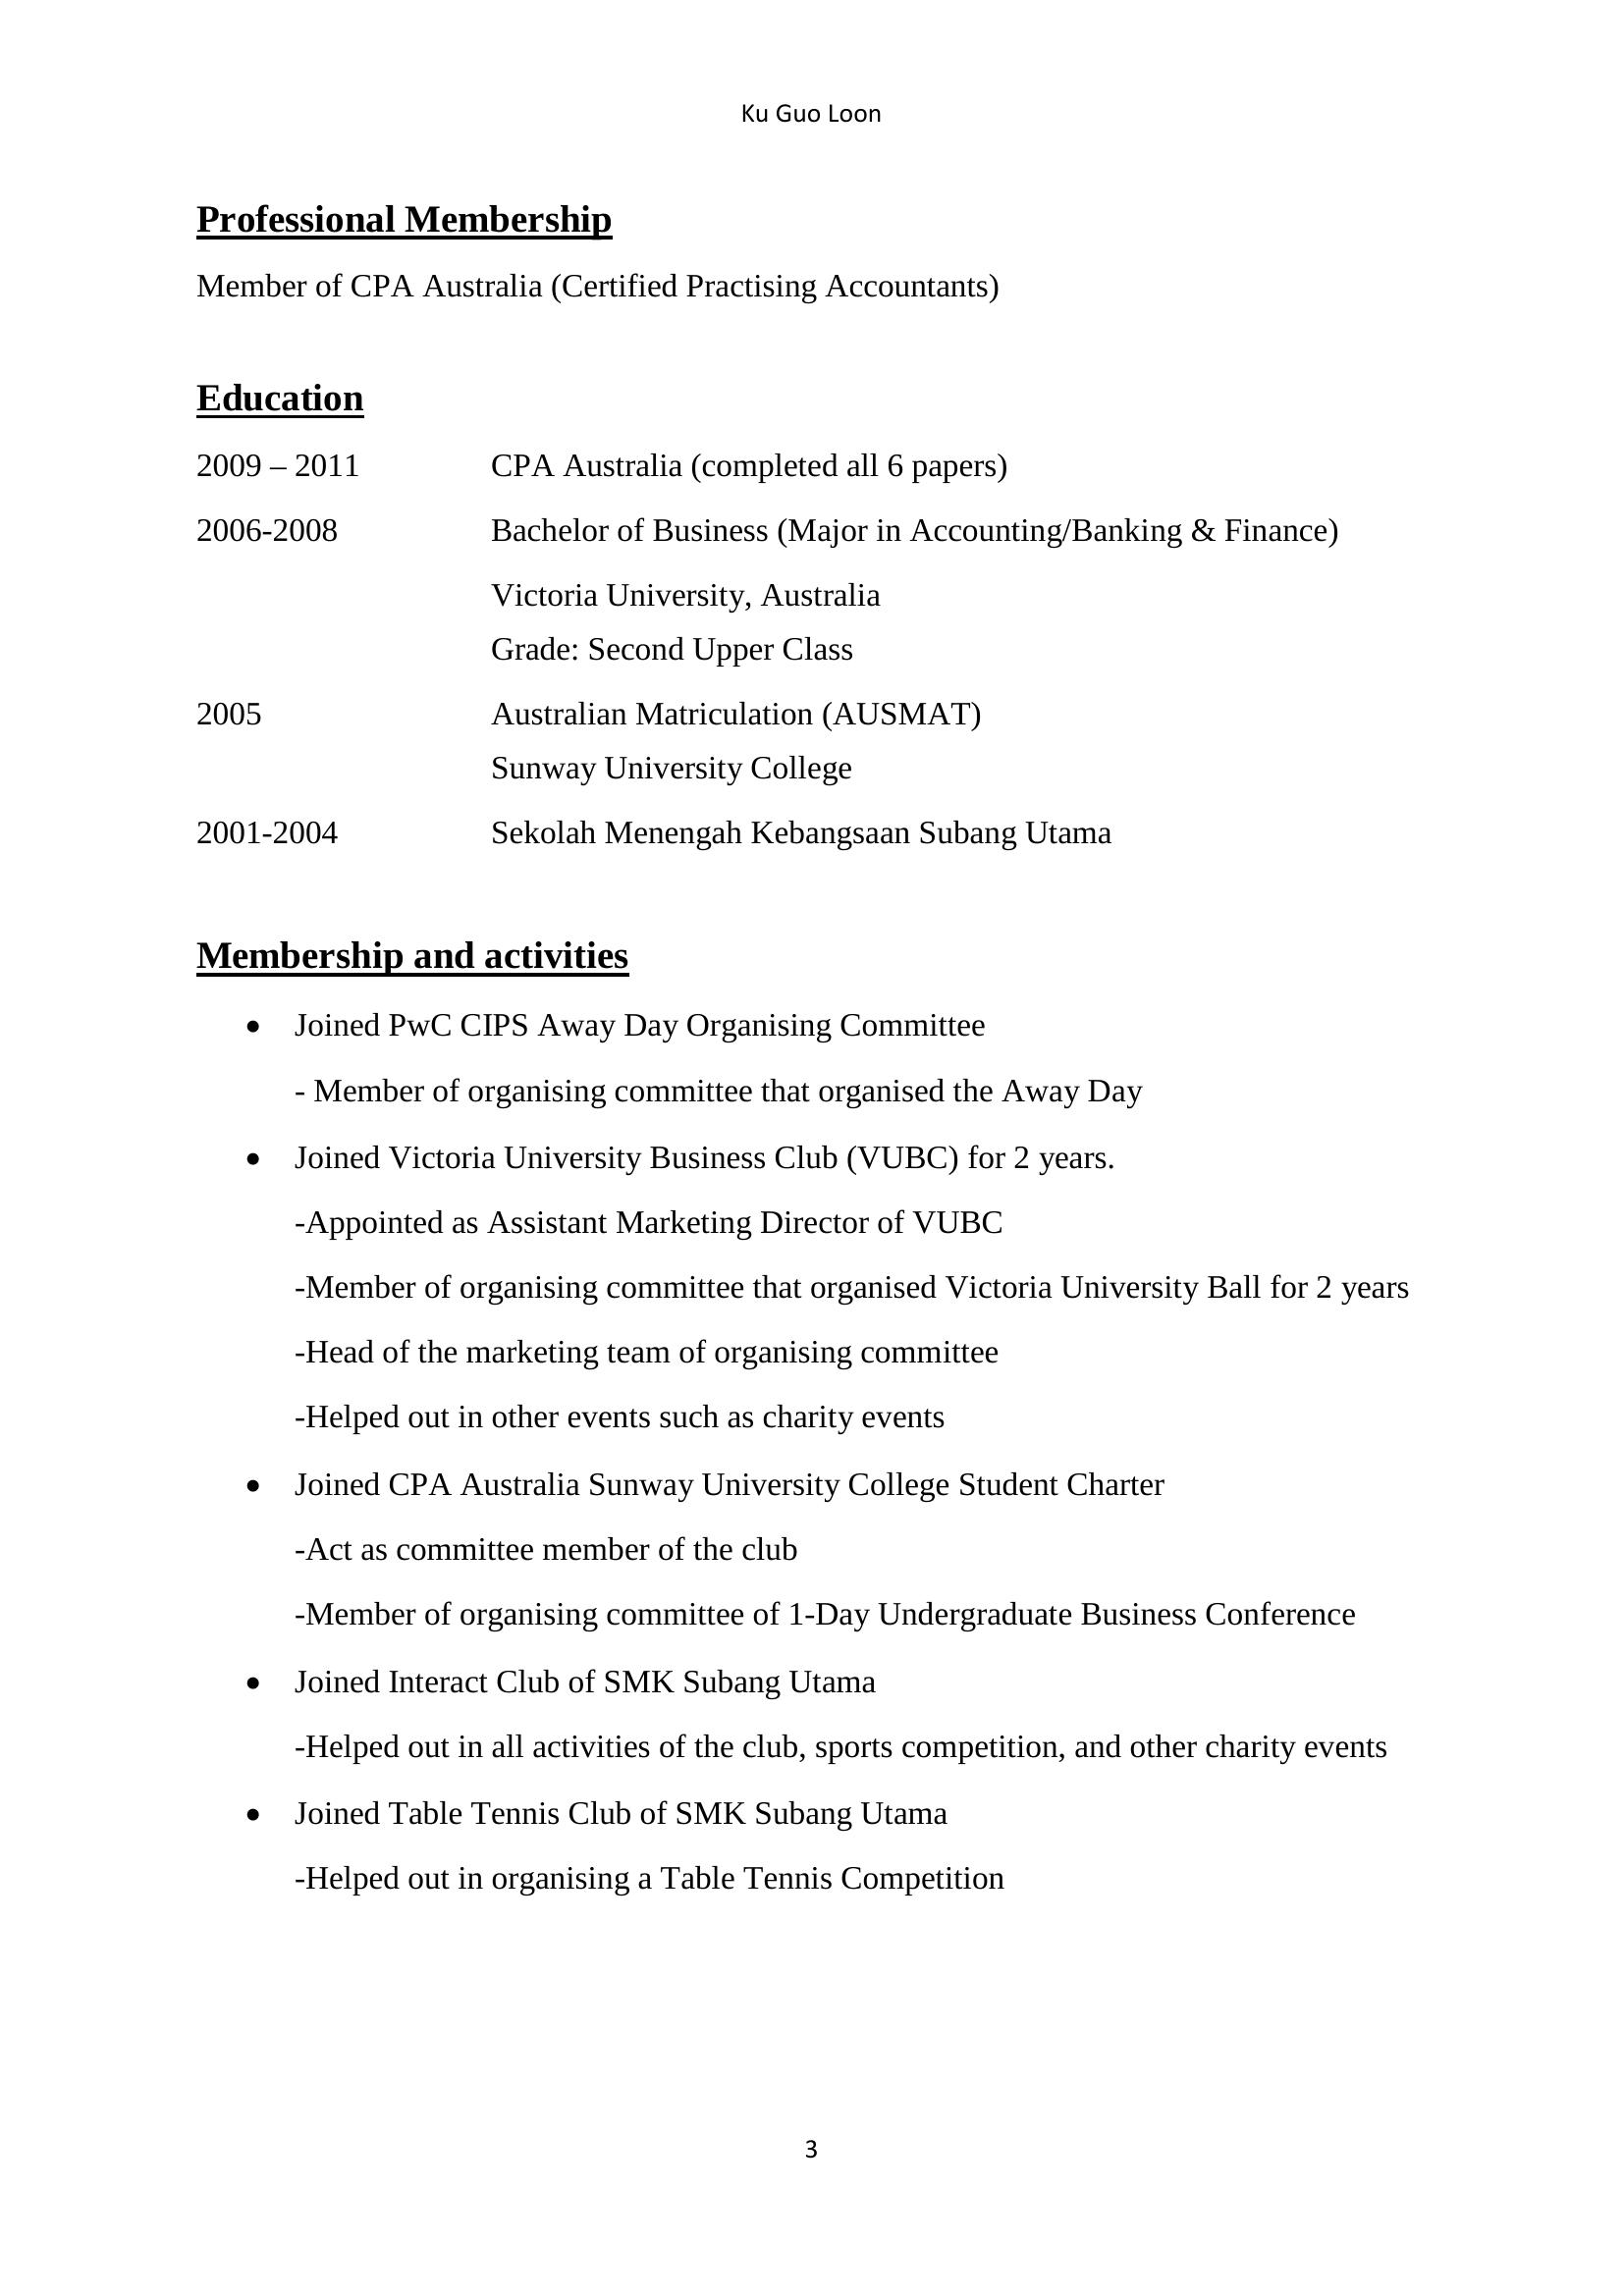 Ku Guo Loon
Professional Membership
Member of CPA Australia (Certified Practising Accountants)
Education
2009 – 2011 CPA Australia (completed all 6 papers)
2006-2008 Bachelor of Business (Major in Accounting/Banking & Finance)
Victoria University, Australia
Grade: Second Upper Class
2005 Australian Matriculation (AUSMAT)
Sunway University College
2001-2004 Sekolah Menengah Kebangsaan Subang Utama
Membership and activities
• Joined PwC CIPS Away Day Organising Committee
- Member of organising committee that organised the Away Day
• Joined Victoria University Business Club (VUBC) for 2 years.
-Appointed as Assistant Marketing Director of VUBC
-Member of organising committee that organised Victoria University Ball for 2 years
-Head of the marketing team of organising committee
-Helped out in other events such as charity events
• Joined CPA Australia Sunway University College Student Charter
-Act as committee member of the club
-Member of organising committee of 1-Day Undergraduate Business Conference
• Joined Interact Club of SMK Subang Utama
-Helped out in all activities of the club, sports competition, and other charity events
• Joined Table Tennis Club of SMK Subang Utama
-Helped out in organising a Table Tennis Competition
3